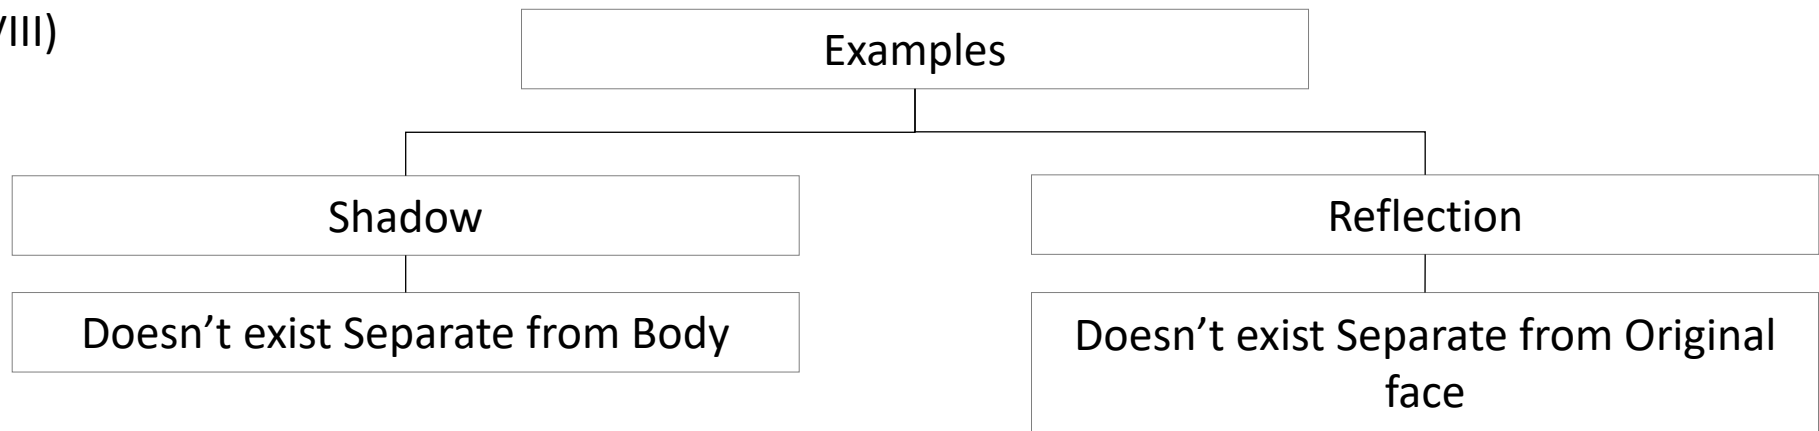 VIII)
Examples
Shadow
Reflection
Doesn’t exist Separate from Body
Doesn’t exist Separate from Original
face